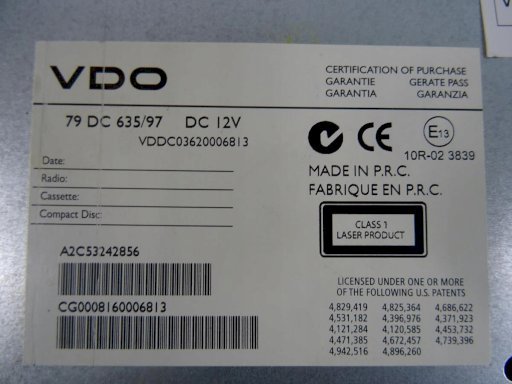 VDO
CERTIFICATION OF PURCHASE
GARANTIE GERATE PASS
GARANTIA GARANZIA
79 DC 635/97 DC 12V
VDDC03620006813
E13
10R-02 3839
Date:
Radio:
Cassette:
Compact Disc:
MADE IN P.R.C.
FABRIQUE EN P.R.C.
CLASS 1
LASER PRODUCT
A2C53242856
CG0008160006813
LICENSED UNDER ONE OR MORE
OF THE FOLLOWING U.S. PATENTS
4,829,419 4,825,364 4,686,622
4,531,182 4,396,976 4,371,923
4,121,284 4,120,585 4,453,732
4,471,385 4,672,457 4,739,396
4,942,516 4,896,260